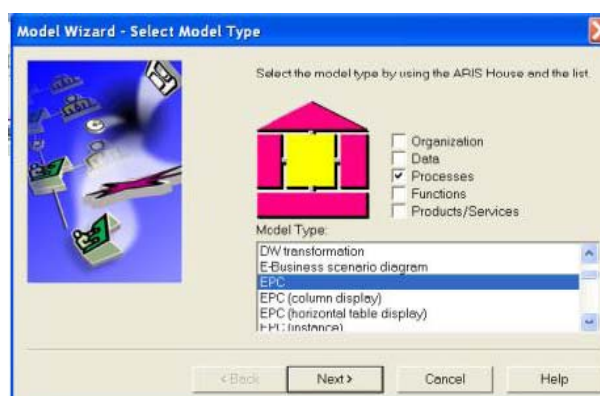 Model Wizard - Select Model Type
Select the model type by using the ARIS House and the list.
Organization
Data
Processes
Functions
Products/Services
Model Type:
DW transformation
E-Business scenario diagram
EPC
EPC (column display)
EPC (horizontal table display)
EPC (instance)
< Back
Next >
Cancel
Help